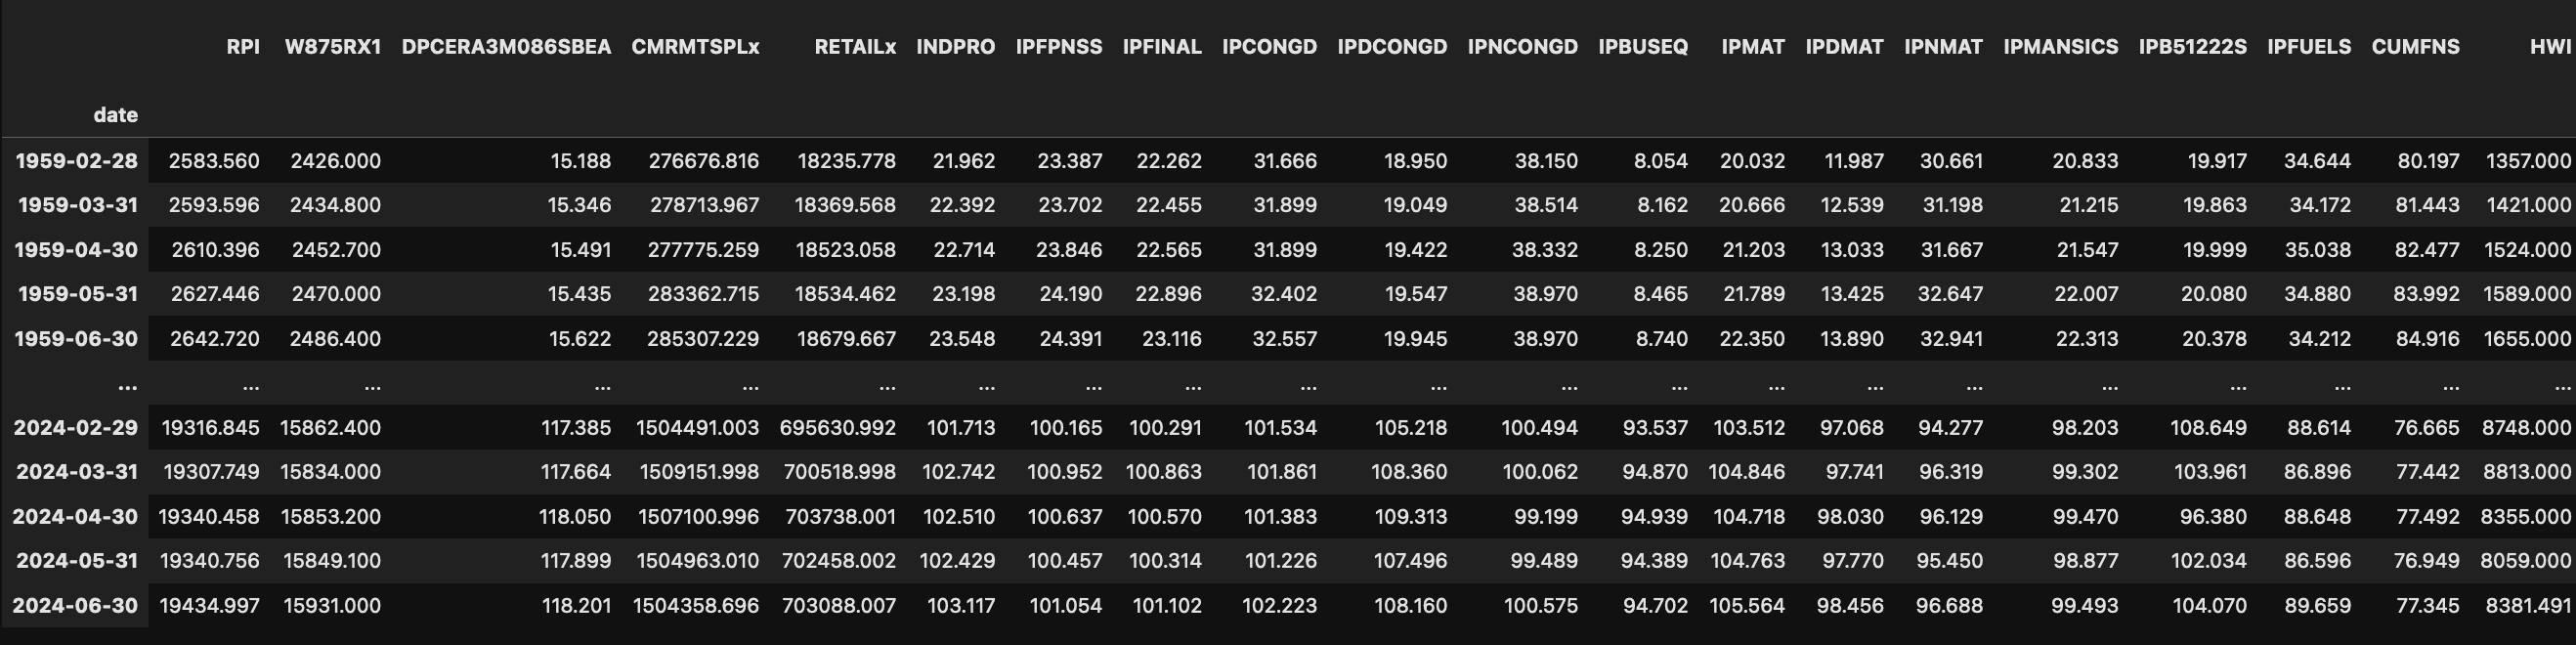 RPI W875RX1 DPCERA3M086SBEA CMRMTSPLx RETAILx INDPRO IPFPNSS IPFINAL IPCONGD IPDCONGD IPNCONGD IPBUSEQ IPMAT IPDMAT IPNMAT IPMANSICS IPB51222S IPFUELS CUMFNS HWI
date
1959-02-28 2583.560 2426.000 15.188 276676.816 18235.778 21.962 23.387 22.262 31.666 18.950 38.150 8.054 20.032 11.987 30.661 20.833 19.917 34.644 80.197 1357.000
1959-03-31 2593.596 2434.800 15.346 278713.967 18369.568 22.392 23.702 22.455 31.899 19.049 38.514 8.162 20.666 12.539 31.198 21.215 19.863 34.172 81.443 1421.000
1959-04-30 2610.396 2452.700 15.491 277775.259 18523.058 22.714 23.846 22.565 31.899 19.422 38.332 8.250 21.203 13.033 31.667 21.547 19.999 35.038 82.477 1524.000
1959-05-31 2627.446 2470.000 15.435 283362.715 18534.462 23.198 24.190 22.896 32.402 19.547 38.970 8.465 21.789 13.425 32.647 22.007 20.080 34.880 83.992 1589.000
1959-06-30 2642.720 2486.400 15.622 285307.229 18679.667 23.548 24.391 23.116 32.557 19.945 38.970 8.740 22.350 13.890 32.941 22.313 20.378 34.212 84.916 1655.000
... ... ... ... ... ... ... ... ... ... ... ... ... ... ... ... ... ... ... ... ...
2024-02-29 19316.845 15862.400 117.385 1504491.003 695630.992 101.713 100.165 100.291 101.534 105.218 100.494 93.537 103.512 97.068 94.277 98.203 108.649 88.614 76.665 8748.000
2024-03-31 19307.749 15834.000 117.664 1509151.998 700518.998 102.742 100.952 100.863 101.861 108.360 100.062 94.870 104.846 97.741 96.319 99.302 103.961 86.896 77.442 8813.000
2024-04-30 19340.458 15853.200 118.050 1507100.996 703738.001 102.510 100.637 100.570 101.383 109.313 99.199 94.939 104.718 98.030 96.129 99.470 96.380 88.648 77.492 8355.000
2024-05-31 19340.756 15849.100 117.899 1504963.010 702458.002 102.429 100.457 100.314 101.226 107.496 99.489 94.389 104.763 97.770 95.450 98.877 102.034 86.596 76.949 8059.000
2024-06-30 19434.997 15931.000 118.201 1504358.696 703088.007 103.117 101.054 101.102 102.223 108.160 100.575 94.702 105.564 98.456 96.688 99.493 104.070 89.659 77.345 8381.491